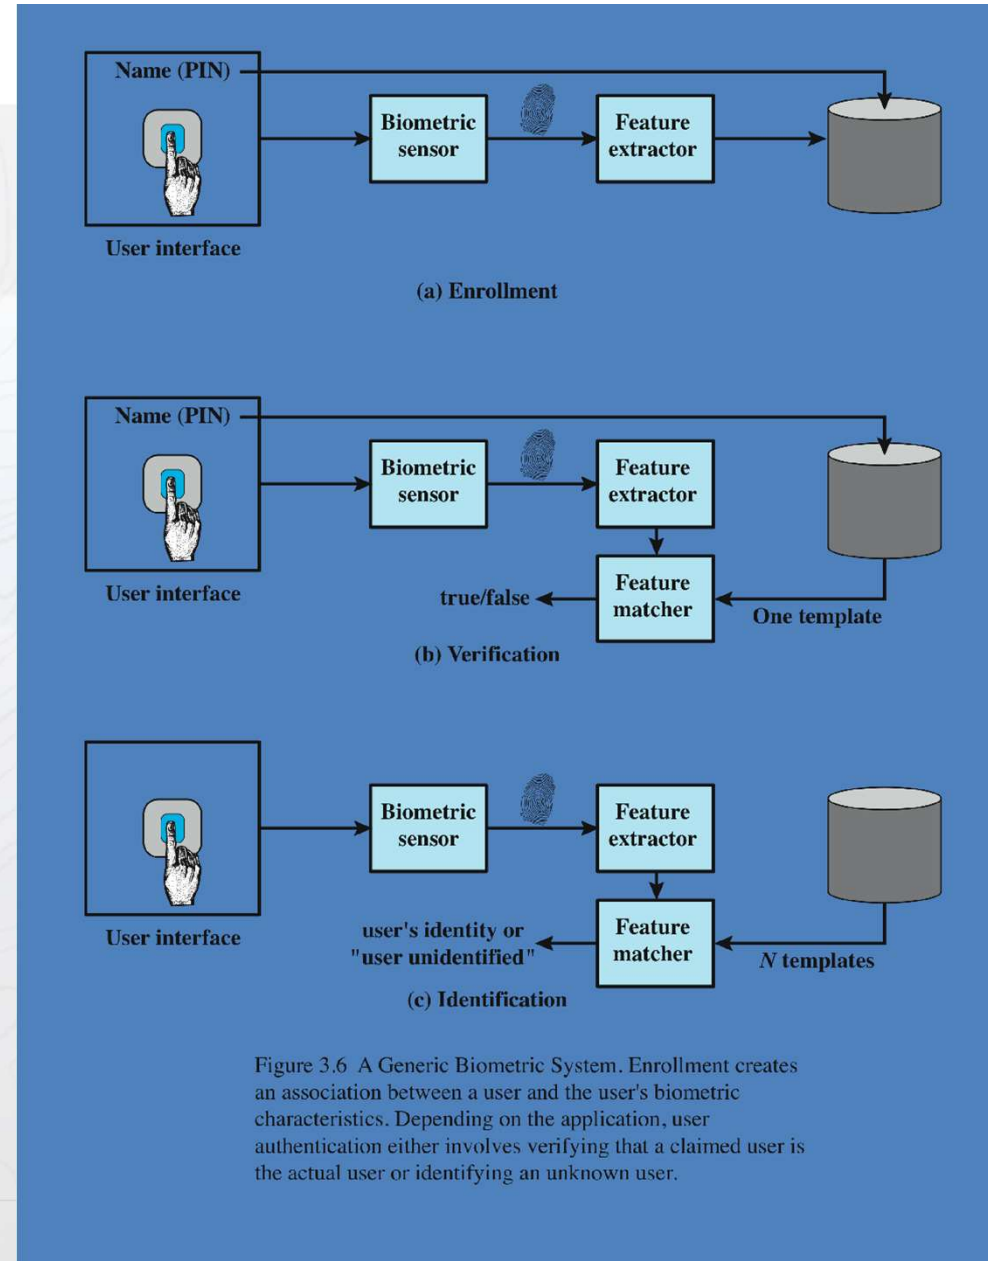 Name (PIN)
Biometric
sensor
Feature
extractor
User interface
(a) Enrollment
Name (PIN)
Biometric
sensor
Feature
extractor
User interface
Feature
matcher
true/false
One template
(b) Verification
Biometric
sensor
Feature
extractor
User interface
Feature
matcher
user's identity or
"user unidentified"
N templates
(c) Identification
Figure 3.6 A Generic Biometric System. Enrollment creates
an association between a user and the user's biometric
characteristics. Depending on the application, user
authentication either involves verifying that a claimed user is
the actual user or identifying an unknown user.